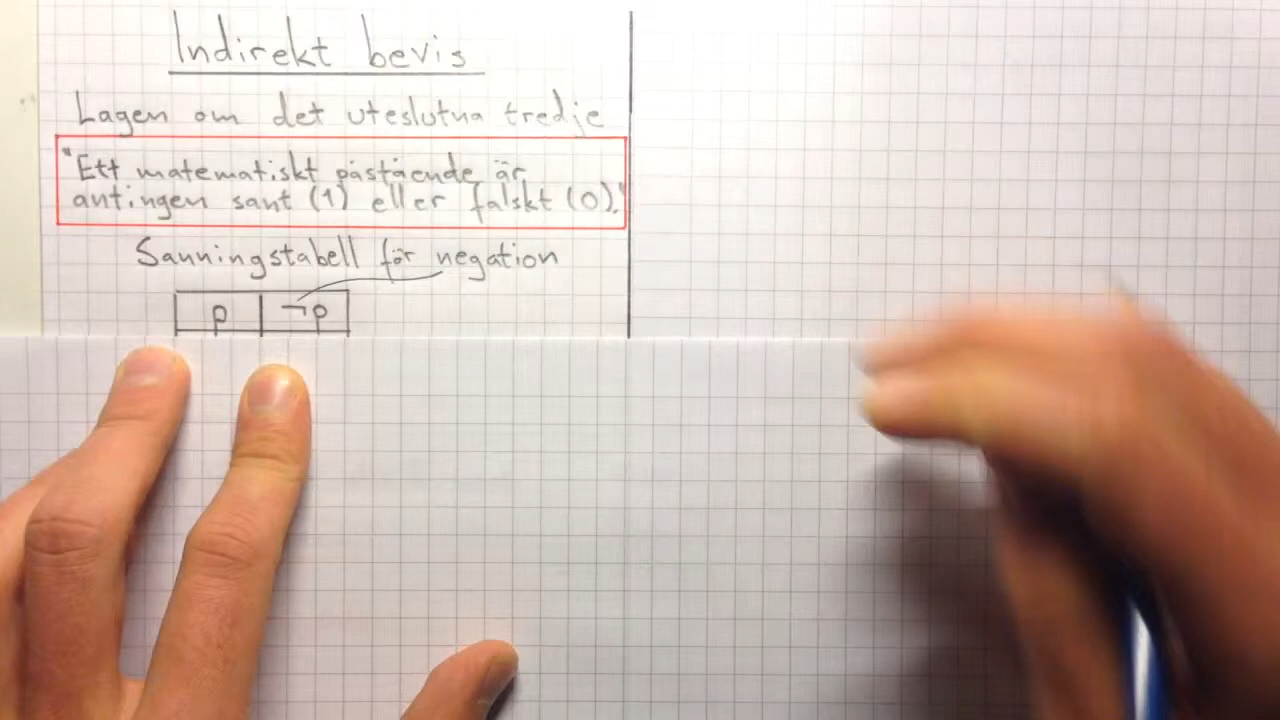 Indirekt bevis
Lagen om det uteslutna tredje
"Ett matematiskt påstående är
antingen sant (1) eller falskt (0)."
Sanningstabell för negation
p ¬p